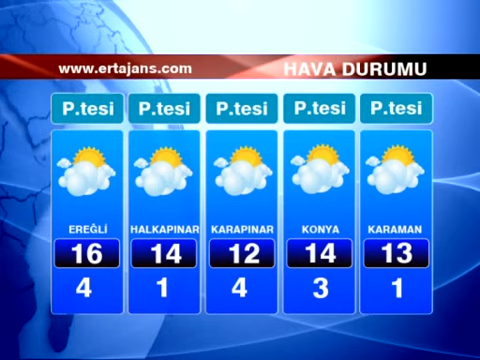 www.ertajans.com HAVA DURUMU
P.tesi P.tesi P.tesi P.tesi P.tesi
EREĞLİ HALKAPINAR KARAPINAR KONYA KARAMAN
16 14 12 14 13
4 1 4 3 1